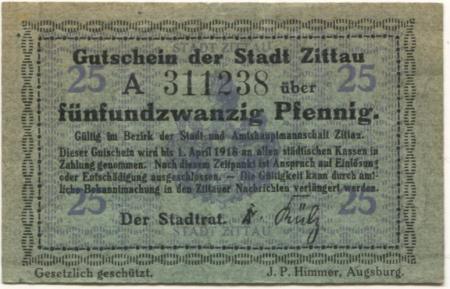 STADT ZITTAU
Gutschein der Stadt Zittau
25 A 311238 über 25
fünfundzwanzig Pfennig.
Gültig im Bezirk der Stadt und Amtshauptmannschaft Zittau.
Dieser Gutschein wird bis 1. April 1918 an allen städtischen Kassen in
Zahlung genommen. Nach diesem Zeitpunkt ist Anspruch auf Einlösung
oder Entschädigung ausgeschlossen. — Die Gültigkeit kann durch amt-
liche Bekanntmachung in den Zittauer Nachrichten verlängert werden.
25 Der Stadtrat. 25
STADT ZITTAU
Gesetzlich geschützt. J. P. Himmer, Augsburg.